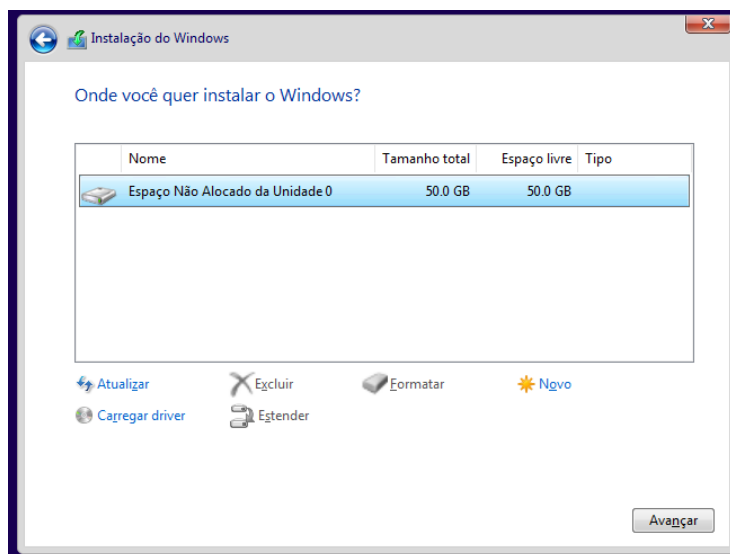 Instalação do Windows
Onde você quer instalar o Windows?
Nome Tamanho total Espaço livre Tipo
Espaço Não Alocado da Unidade 0 50.0 GB 50.0 GB
Atualizar Excluir Formatar Novo
Carregar driver Estender
Avançar